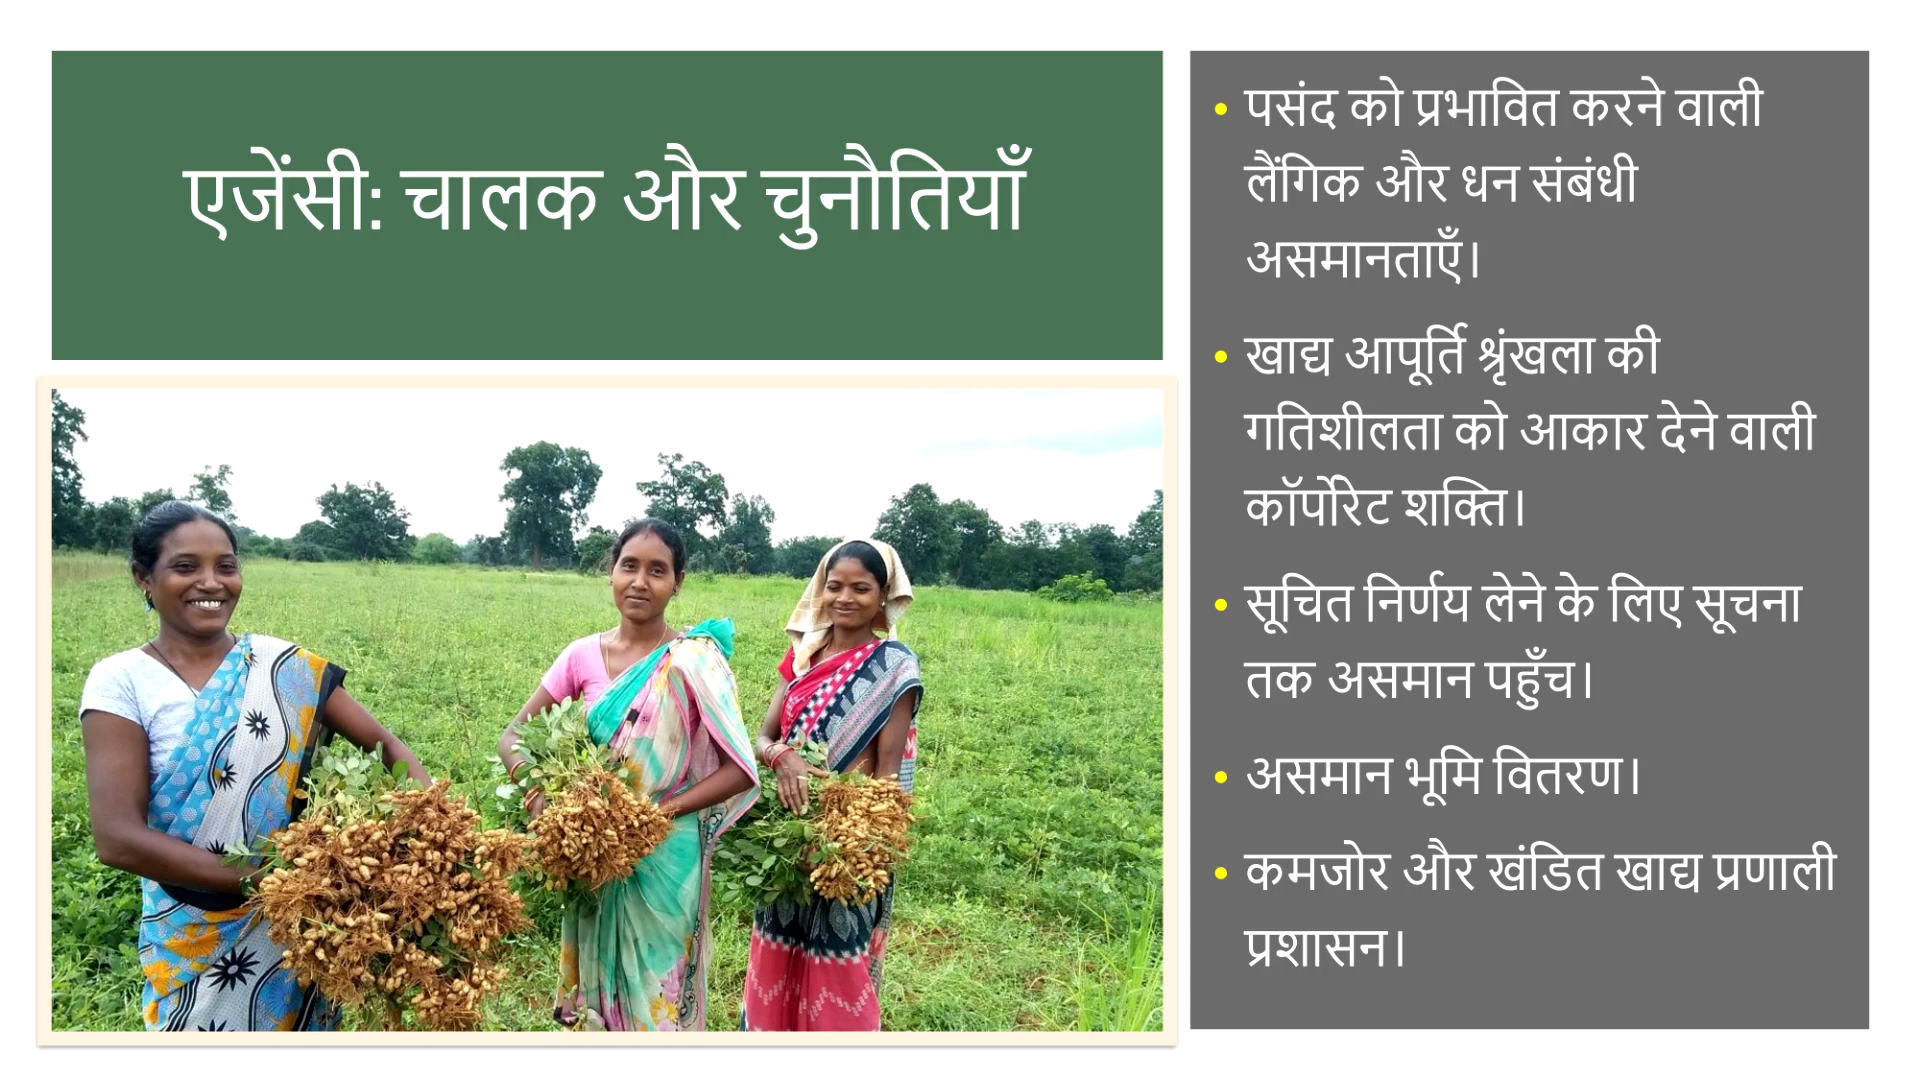 एजेंसी: चालक और चुनौतियाँ
• पसंद को प्रभावित करने वाली
लैंगिक और धन संबंधी
असमानताएँ।
• खाद्य आपूर्ति श्रृंखला की
गतिशीलता को आकार देने वाली
कॉर्पोरेट शक्ति।
• सूचित निर्णय लेने के लिए सूचना
तक असमान पहुँच।
• असमान भूमि वितरण।
• कमजोर और खंडित खाद्य प्रणाली
प्रशासन।